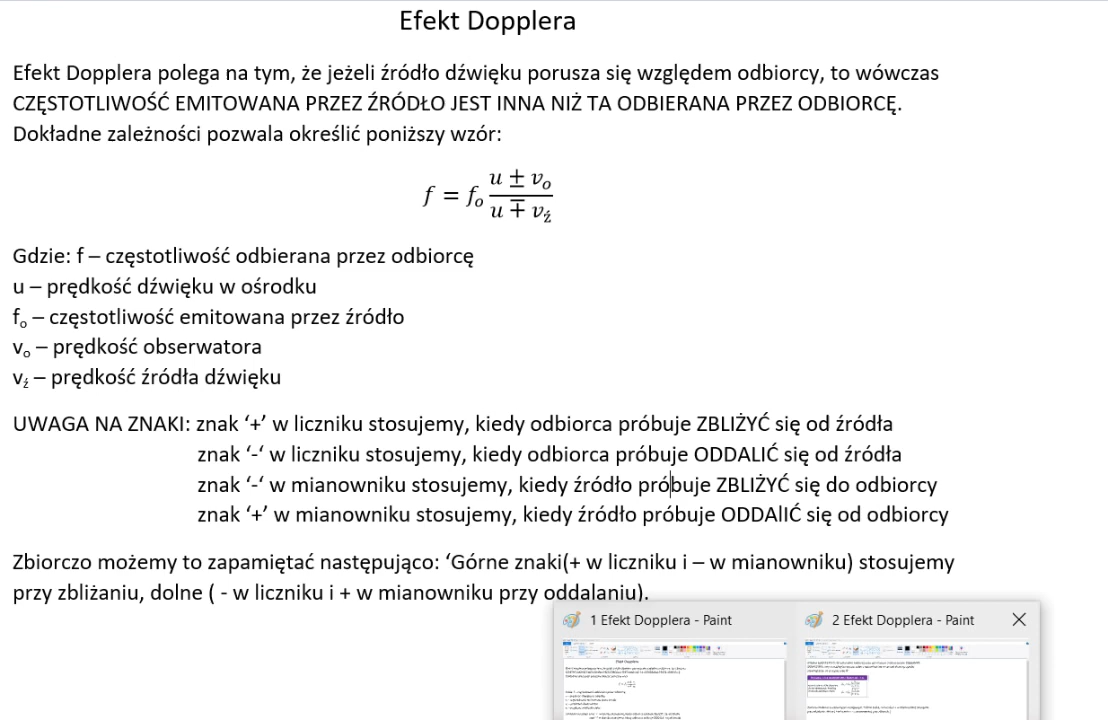 Efekt Dopplera
Efekt Dopplera polega na tym, że jeżeli źródło dźwięku porusza się względem odbiorcy, to wówczas
CZĘSTOTLIWOŚĆ EMITOWANA PRZEZ ŹRÓDŁO JEST INNA NIŻ TA ODBIERANA PRZEZ ODBIORCĘ.
Dokładne zależności pozwala określić poniższy wzór:
f = fₒ (u ± vₒ)/(u ∓ v_ź)
Gdzie: f – częstotliwość odbierana przez odbiorcę
u – prędkość dźwięku w ośrodku
fₒ – częstotliwość emitowana przez źródło
vₒ – prędkość obserwatora
v_ź – prędkość źródła dźwięku
UWAGA NA ZNAKI: znak ‘+’ w liczniku stosujemy, kiedy odbiorca próbuje ZBLIŻYĆ się od źródła
znak ‘-‘ w liczniku stosujemy, kiedy odbiorca próbuje ODDALIĆ się od źródła
znak ‘-‘ w mianowniku stosujemy, kiedy źródło próbuje ZBLIŻYĆ się do odbiorcy
znak ‘+’ w mianowniku stosujemy, kiedy źródło próbuje ODDAlIĆ się od odbiorcy
Zbiorczo możemy to zapamiętać następująco: ‘Górne znaki(+ w liczniku i – w mianowniku) stosujemy
przy zbliżaniu, dolne ( - w liczniku i + w mianowniku przy oddalaniu).
1 Efekt Dopplera - Paint
2 Efekt Dopplera - Paint